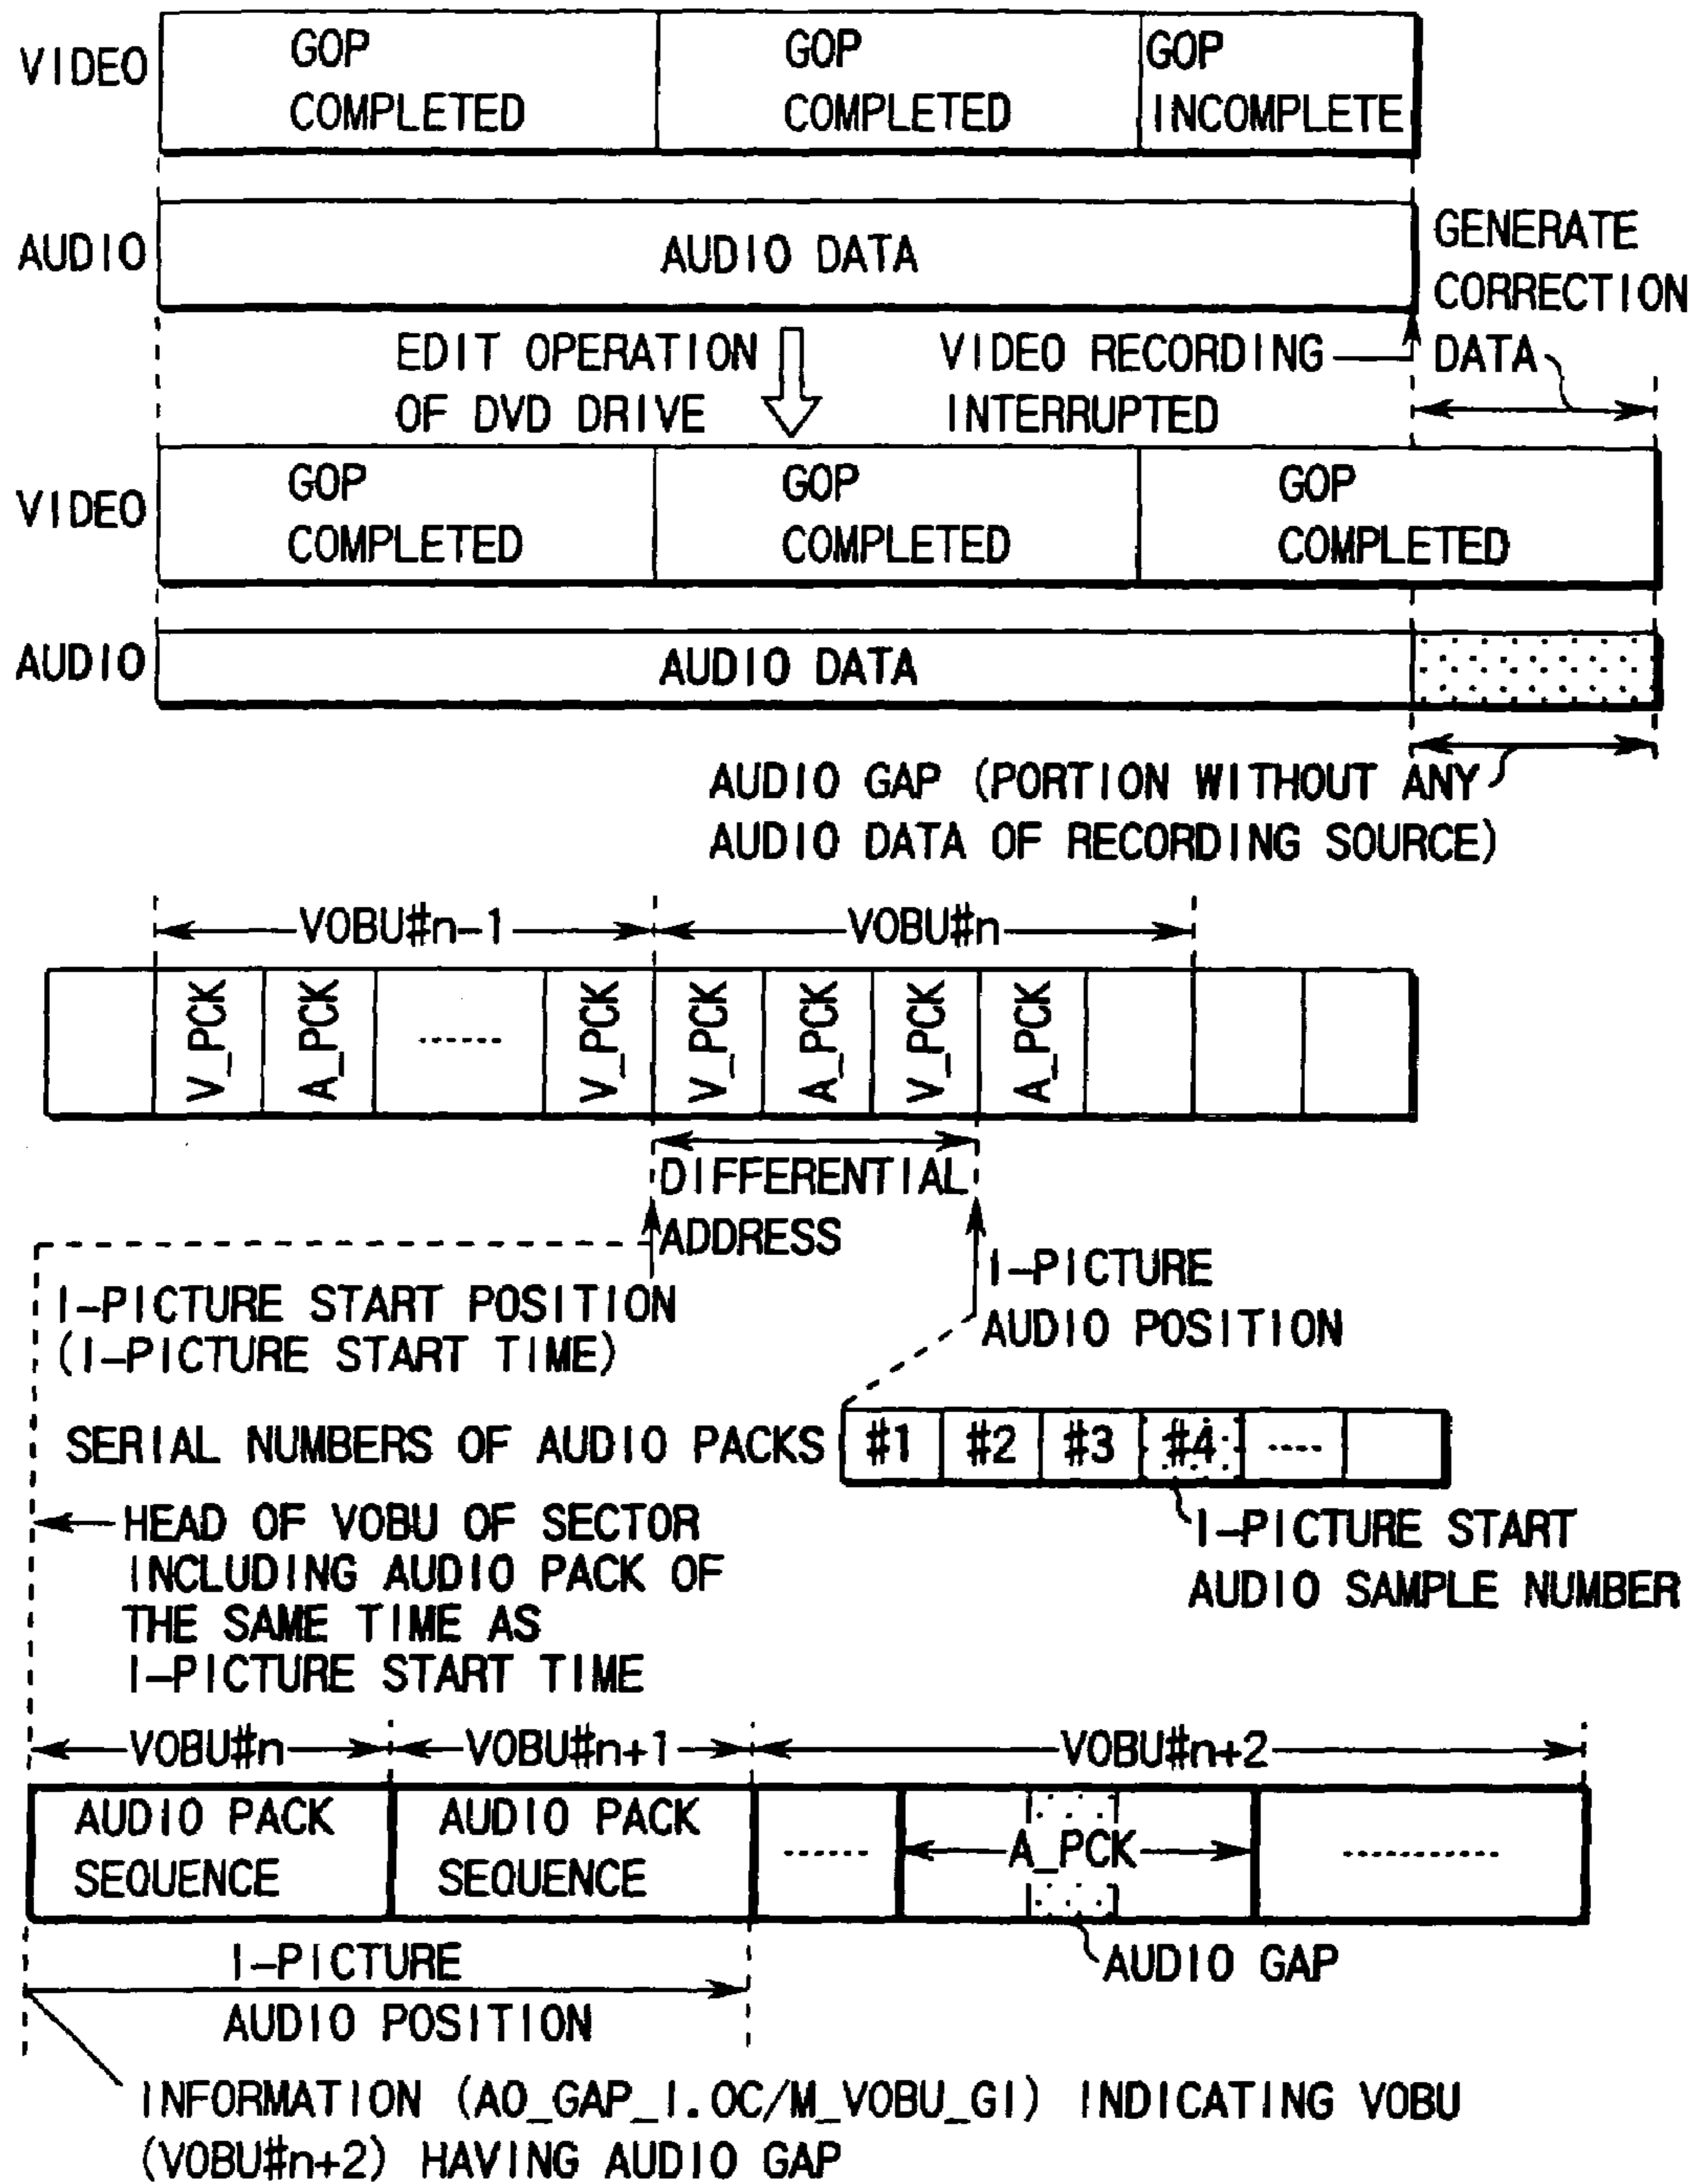 VIDEO
GOP
COMPLETED
GOP
COMPLETED
GOP
INCOMPLETE
AUDIO
AUDIO DATA
GENERATE
CORRECTION
DATA
EDIT OPERATION
OF DVD DRIVE
VIDEO RECORDING
INTERRUPTED
VIDEO
GOP
COMPLETED
GOP
COMPLETED
GOP
COMPLETED
AUDIO
AUDIO DATA
AUDIO GAP (PORTION WITHOUT ANY
AUDIO DATA OF RECORDING SOURCE)
VOBU#n-1
VOBU#n
V_PCK
A_PCK
......
V_PCK
V_PCK
A_PCK
V_PCK
A_PCK
DIFFERENTIAL
ADDRESS
I-PICTURE START POSITION
(I-PICTURE START TIME)
I-PICTURE
AUDIO POSITION
SERIAL NUMBERS OF AUDIO PACKS
#1
#2
#3
#4
....
I-PICTURE START
AUDIO SAMPLE NUMBER
HEAD OF VOBU OF SECTOR
INCLUDING AUDIO PACK OF
THE SAME TIME AS
I-PICTURE START TIME
VOBU#n
VOBU#n+1
VOBU#n+2
AUDIO PACK
SEQUENCE
AUDIO PACK
SEQUENCE
......
A_PCK
..........
AUDIO GAP
I-PICTURE
AUDIO POSITION
INFORMATION (A0_GAP_I.OC/M_VOBU_GI) INDICATING VOBU
(VOBU#n+2) HAVING AUDIO GAP